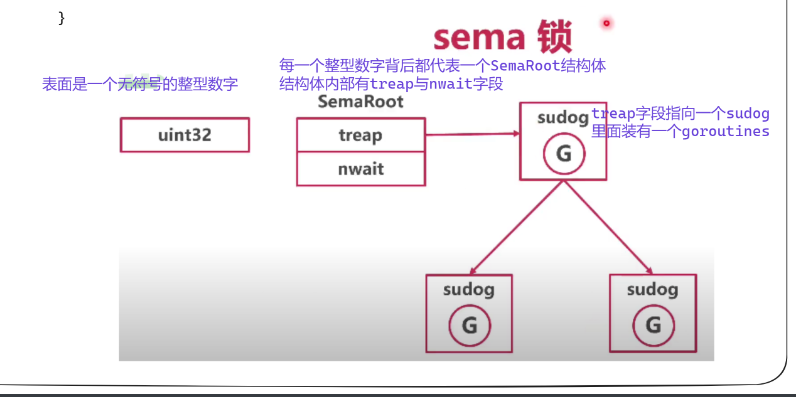 }
sema 锁
表面是一个无符号的整型数字
每一个整型数字背后都代表一个SemaRoot结构体
结构体内部有treap与nwait字段
SemaRoot
uint32
treap
nwait
sudog
G
treap字段指向一个sudog
里面装有一个goroutines
sudog
G
sudog
G